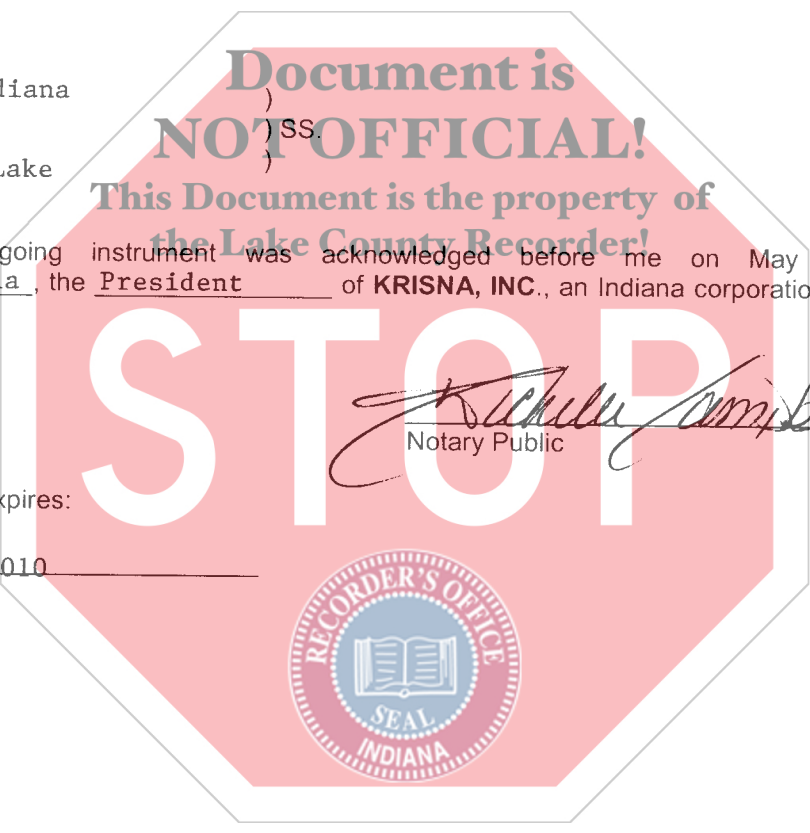 Document is
diana )
NOT OFFICIAL!
) SS.
Lake )
This Document is the property of
the Lake County Recorder!
going instrument was acknowledged before me on May
a, the President of KRISNA, INC., an Indiana corporatio
STOP
Notary Public
xpires:
010
RECORDER'S OFFICE
SEAL
INDIANA